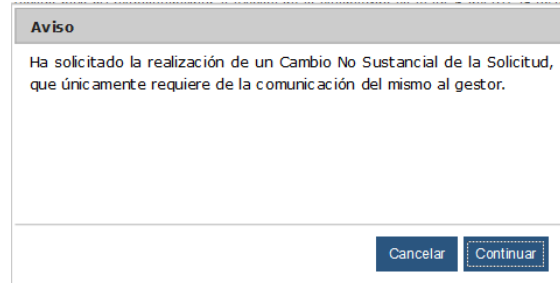 Aviso
Ha solicitado la realización de un Cambio No Sustancial de la Solicitud,
que únicamente requiere de la comunicación del mismo al gestor.
Cancelar Continuar